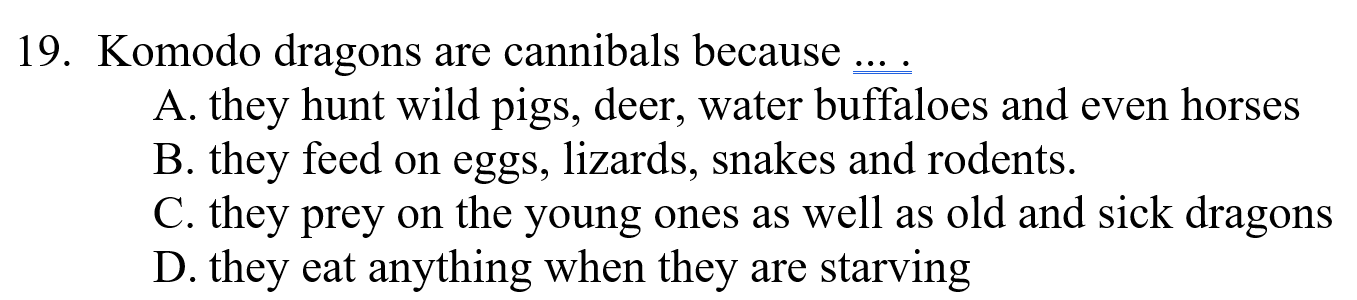 19. Komodo dragons are cannibals because ... .
A. they hunt wild pigs, deer, water buffaloes and even horses
B. they feed on eggs, lizards, snakes and rodents.
C. they prey on the young ones as well as old and sick dragons
D. they eat anything when they are starving